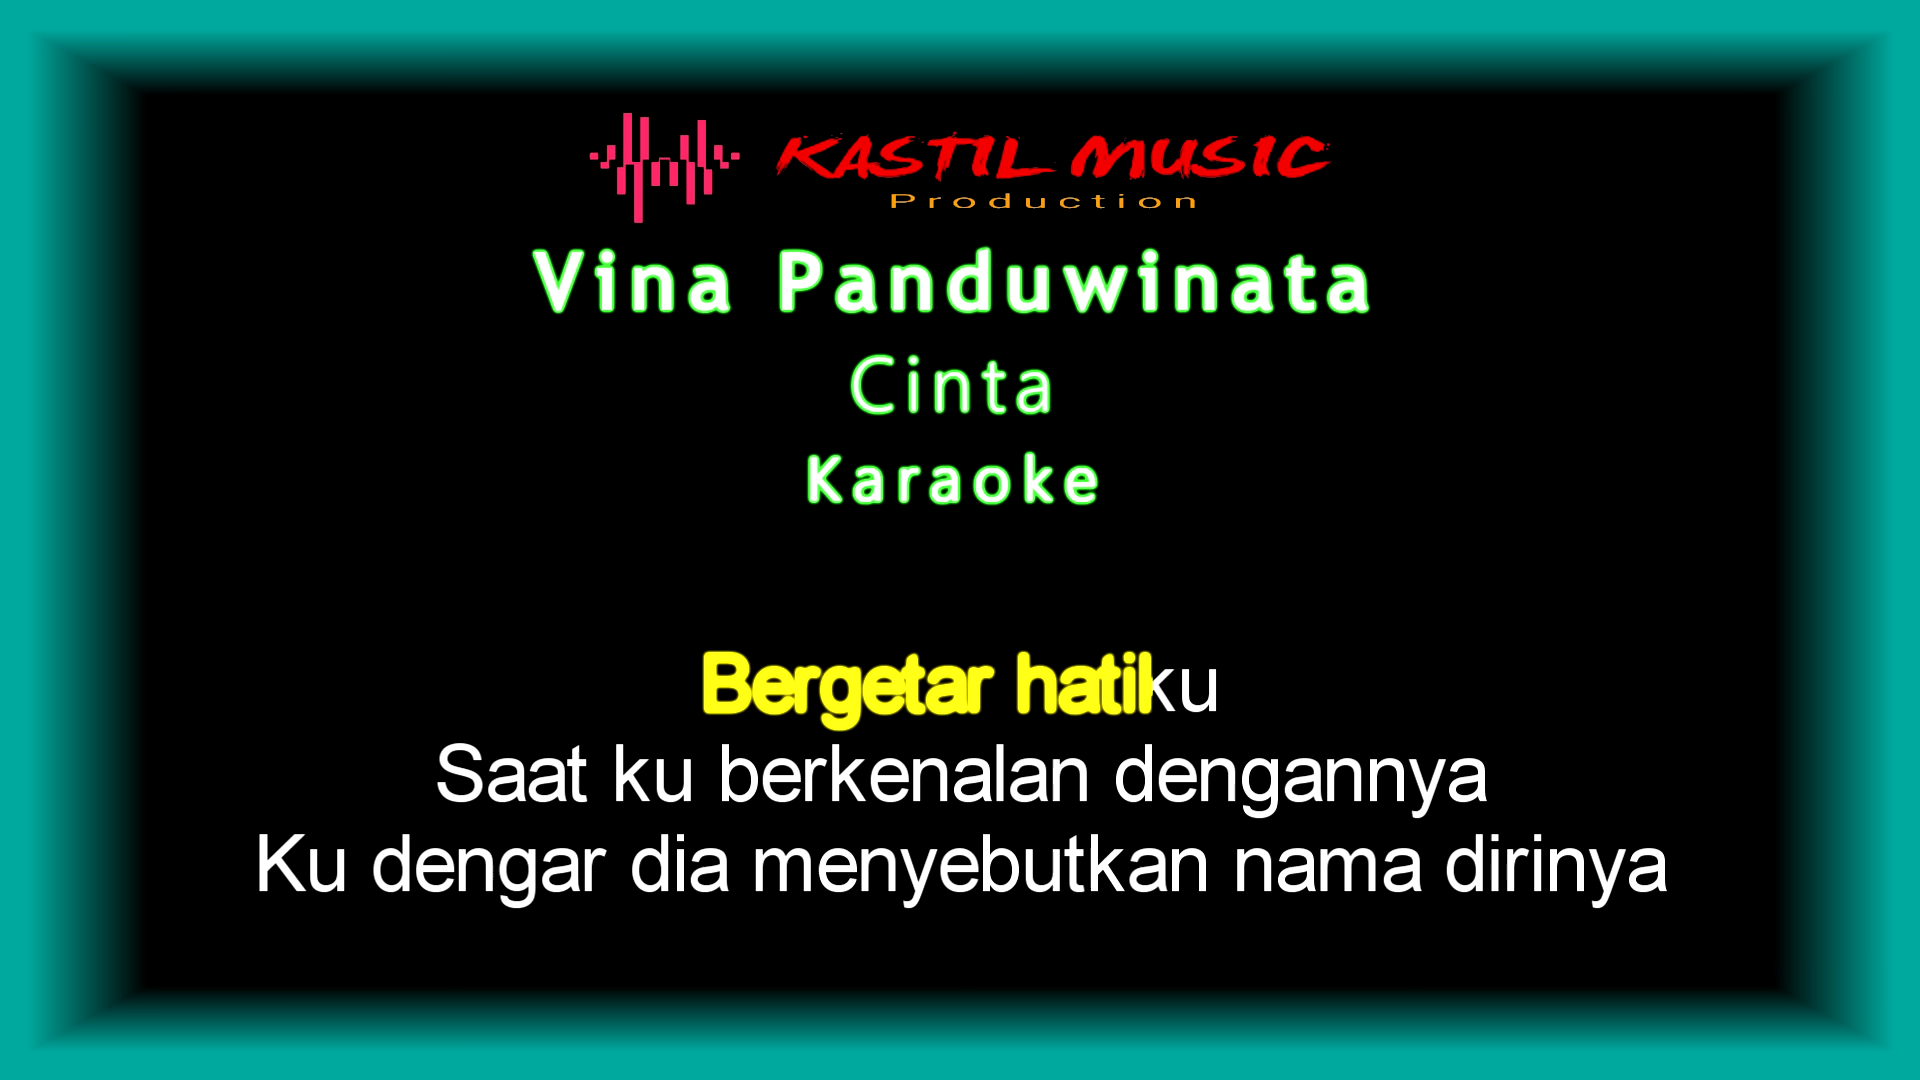 KASTIL MUSIC
Production
Vina Panduwinata
Cinta
Karaoke
Bergetar hatiku
Saat ku berkenalan dengannya
Ku dengar dia menyebutkan nama dirinya